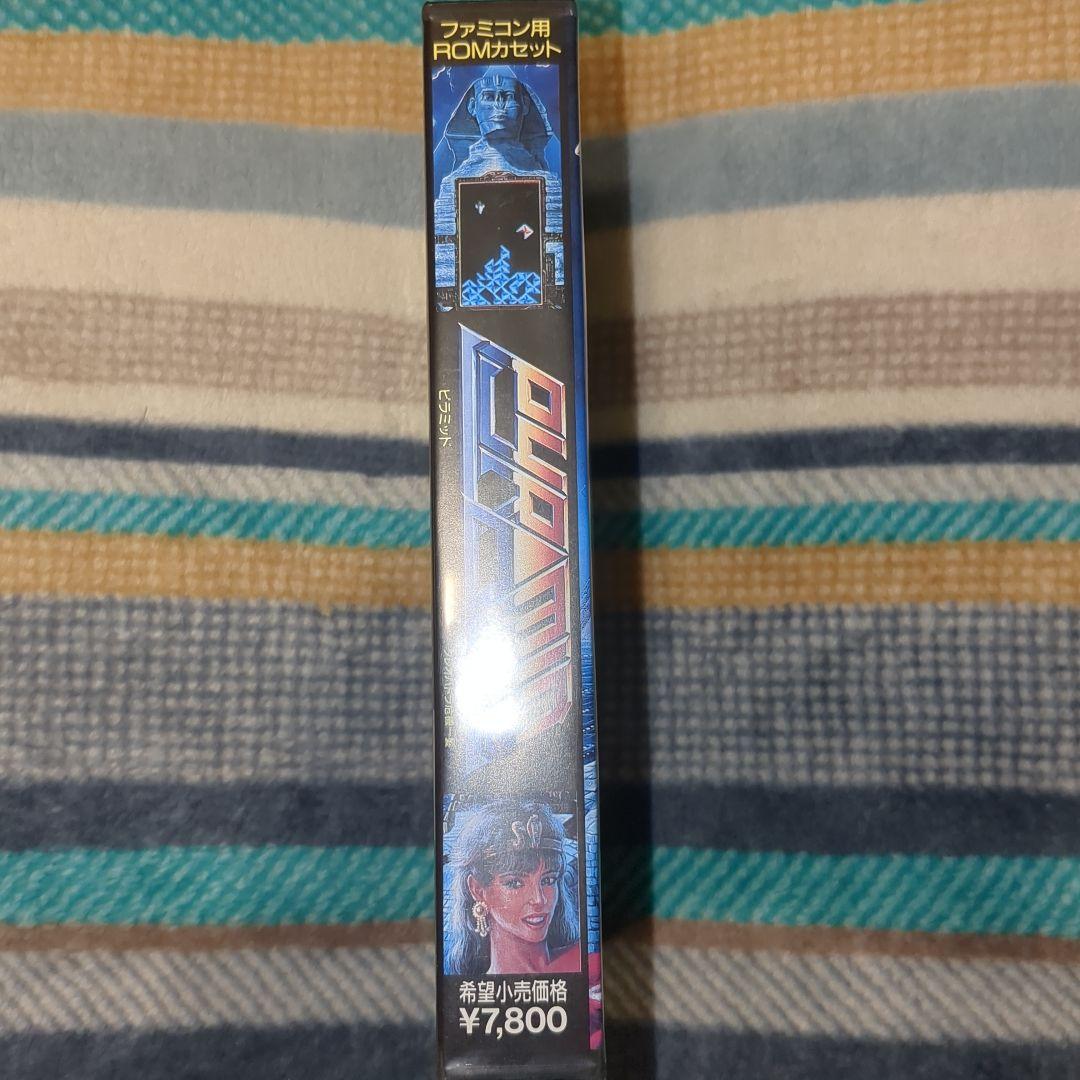 ファミコン用
ROMカセット
PYRAMID
ピラミッド
希望小売価格
¥7,800